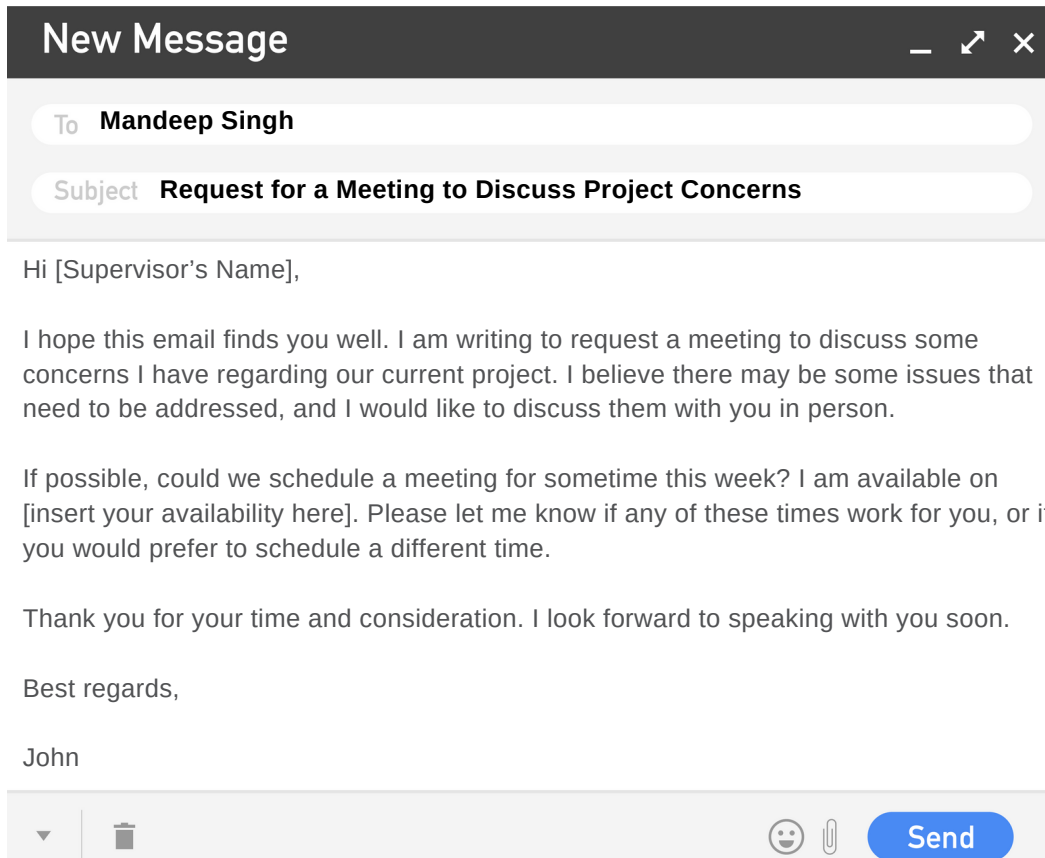 New Message
To Mandeep Singh
Subject Request for a Meeting to Discuss Project Concerns
Hi [Supervisor’s Name],
I hope this email finds you well. I am writing to request a meeting to discuss some
concerns I have regarding our current project. I believe there may be some issues that
need to be addressed, and I would like to discuss them with you in person.
If possible, could we schedule a meeting for sometime this week? I am available on
[insert your availability here]. Please let me know if any of these times work for you, or if
you would prefer to schedule a different time.
Thank you for your time and consideration. I look forward to speaking with you soon.
Best regards,
John
Send